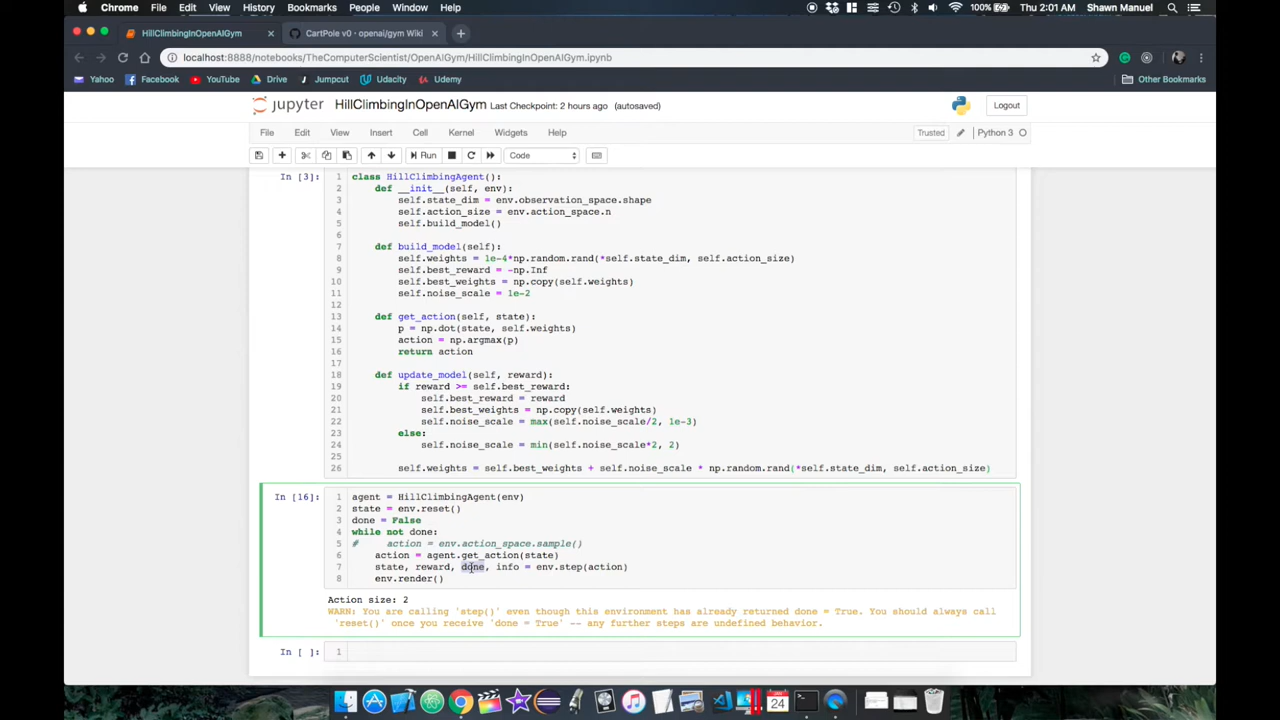 Chrome File Edit View History Bookmarks People Window Help 100% Thu 2:01 AM Shawn Manuel
HillClimbingInOpenAIGym CartPole v0 · openai/gym Wiki
localhost:8888/notebooks/TheComputerScientist/OpenAIGym/HillClimbingInOpenAIGym.ipynb
Yahoo Facebook YouTube Drive Jumpcut Udacity Udemy Other Bookmarks
jupyter HillClimbingInOpenAIGym Last Checkpoint: 2 hours ago (autosaved) Logout
File Edit View Insert Cell Kernel Widgets Help Trusted Python 3
Run Code
In [3]: 1 class HillClimbingAgent():
2 def __init__(self, env):
3 self.state_dim = env.observation_space.shape
4 self.action_size = env.action_space.n
5 self.build_model()
6
7 def build_model(self):
8 self.weights = 1e-4*np.random.rand(*self.state_dim, self.action_size)
9 self.best_reward = -np.Inf
10 self.best_weights = np.copy(self.weights)
11 self.noise_scale = 1e-2
12
13 def get_action(self, state):
14 p = np.dot(state, self.weights)
15 action = np.argmax(p)
16 return action
17
18 def update_model(self, reward):
19 if reward >= self.best_reward:
20 self.best_reward = reward
21 self.best_weights = np.copy(self.weights)
22 self.noise_scale = max(self.noise_scale/2, 1e-3)
23 else:
24 self.noise_scale = min(self.noise_scale*2, 2)
25
26 self.weights = self.best_weights + self.noise_scale * np.random.rand(*self.state_dim, self.action_size)
In [16]: 1 agent = HillClimbingAgent(env)
2 state = env.reset()
3 done = False
4 while not done:
5 # action = env.action_space.sample()
6 action = agent.get_action(state)
7 state, reward, done, info = env.step(action)
8 env.render()
Action size: 2
WARN: You are calling 'step()' even though this environment has already returned done = True. You should always call
'reset()' once you receive 'done = True' -- any further steps are undefined behavior.
In [ ]: 1
24